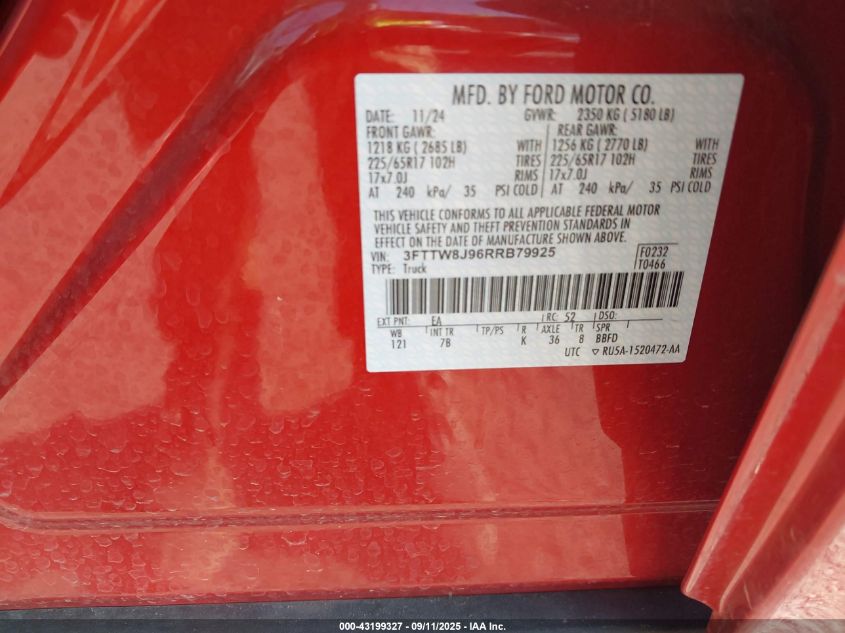 MFD. BY FORD MOTOR CO.
DATE: 11/24 GVWR: 2350 KG ( 5180 LB)
FRONT GAWR: REAR GAWR:
1218 KG ( 2685 LB) WITH 1256 KG ( 2770 LB) WITH
225/65R17 102H TIRES 225/65R17 102H TIRES
17x7.0J RIMS 17x7.0J RIMS
AT 240 kPa/ 35 PSI COLD AT 240 kPa/ 35 PSI COLD
THIS VEHICLE CONFORMS TO ALL APPLICABLE FEDERAL MOTOR
VEHICLE SAFETY AND THEFT PREVENTION STANDARDS IN
EFFECT ON THE DATE OF MANUFACTURE SHOWN ABOVE.
VIN: 3FTTW8J96RRB79925 F0232
TYPE: Truck T0466
EXT PNT: EA RC: 52 DSO:
WB INT TR TP/PS R AXLE TR SPR
121 7B K 36 8 BBFD
UTC ▽ RU5A-1520472-AA
000-43199327 - 09/11/2025 - IAA Inc.